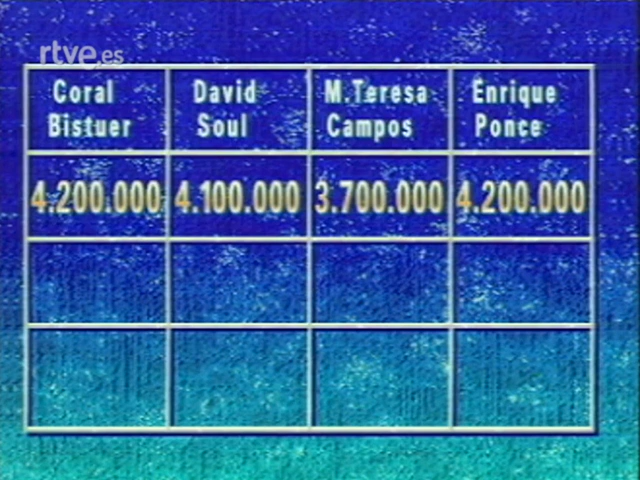 rtve.es
Coral
Bistuer
David
Soul
M.Teresa
Campos
Enrique
Ponce
4.200.000
4.100.000
3.700.000
4.200.000